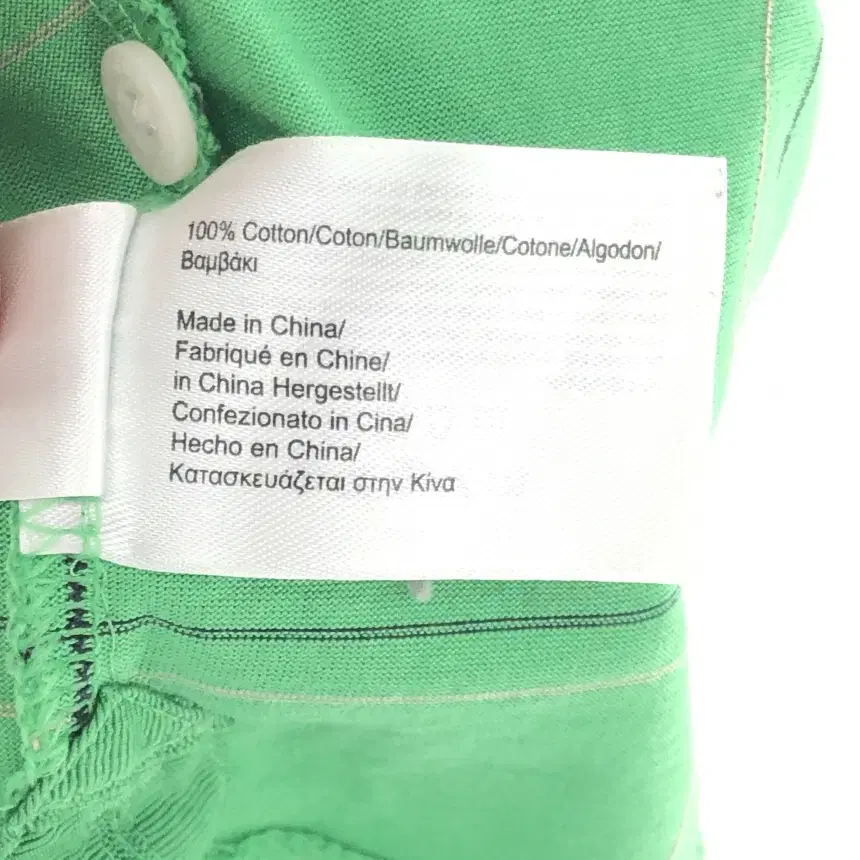 100% Cotton/Coton/Baumwolle/Cotone/Algodon/
Βαμβάκι
Made in China/
Fabriqué en Chine/
in China Hergestellt/
Confezionato in Cina/
Hecho en China/
Κατασκευάζεται στην Κίνα